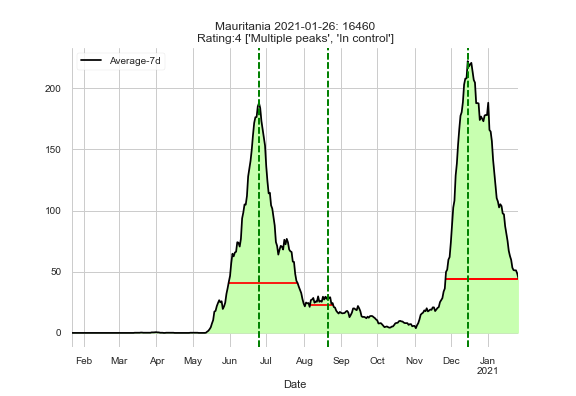 Mauritania 2021-01-26: 16460
Rating:4 ['Multiple peaks', 'In control']
Average-7d
200
150
100
50
0
Feb Mar Apr May Jun Jul Aug Sep Oct Nov Dec Jan
2021
Date